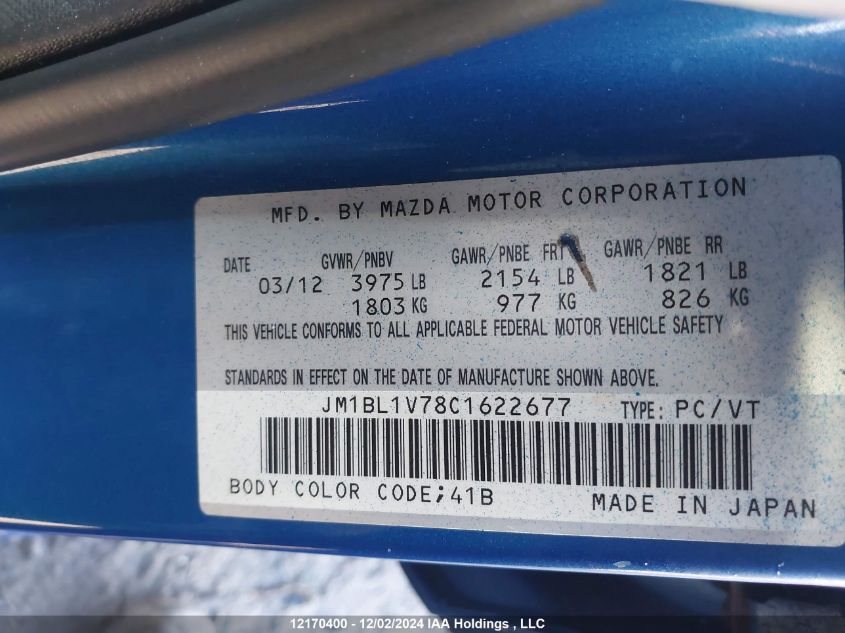 MFD. BY MAZDA MOTOR CORPORATION
DATE GVWR/PNBV GAWR/PNBE FRT GAWR/PNBE RR
03/12 3975 LB 2154 LB 1821 LB
1803 KG 977 KG 826 KG
THIS VEHICLE CONFORMS TO ALL APPLICABLE FEDERAL MOTOR VEHICLE SAFETY
STANDARDS IN EFFECT ON THE DATE OF MANUFACTURE SHOWN ABOVE.
JM1BL1V78C1622677 TYPE: PC/VT
BODY COLOR CODE;41B MADE IN JAPAN
12170400 - 12/02/2024 IAA Holdings , LLC